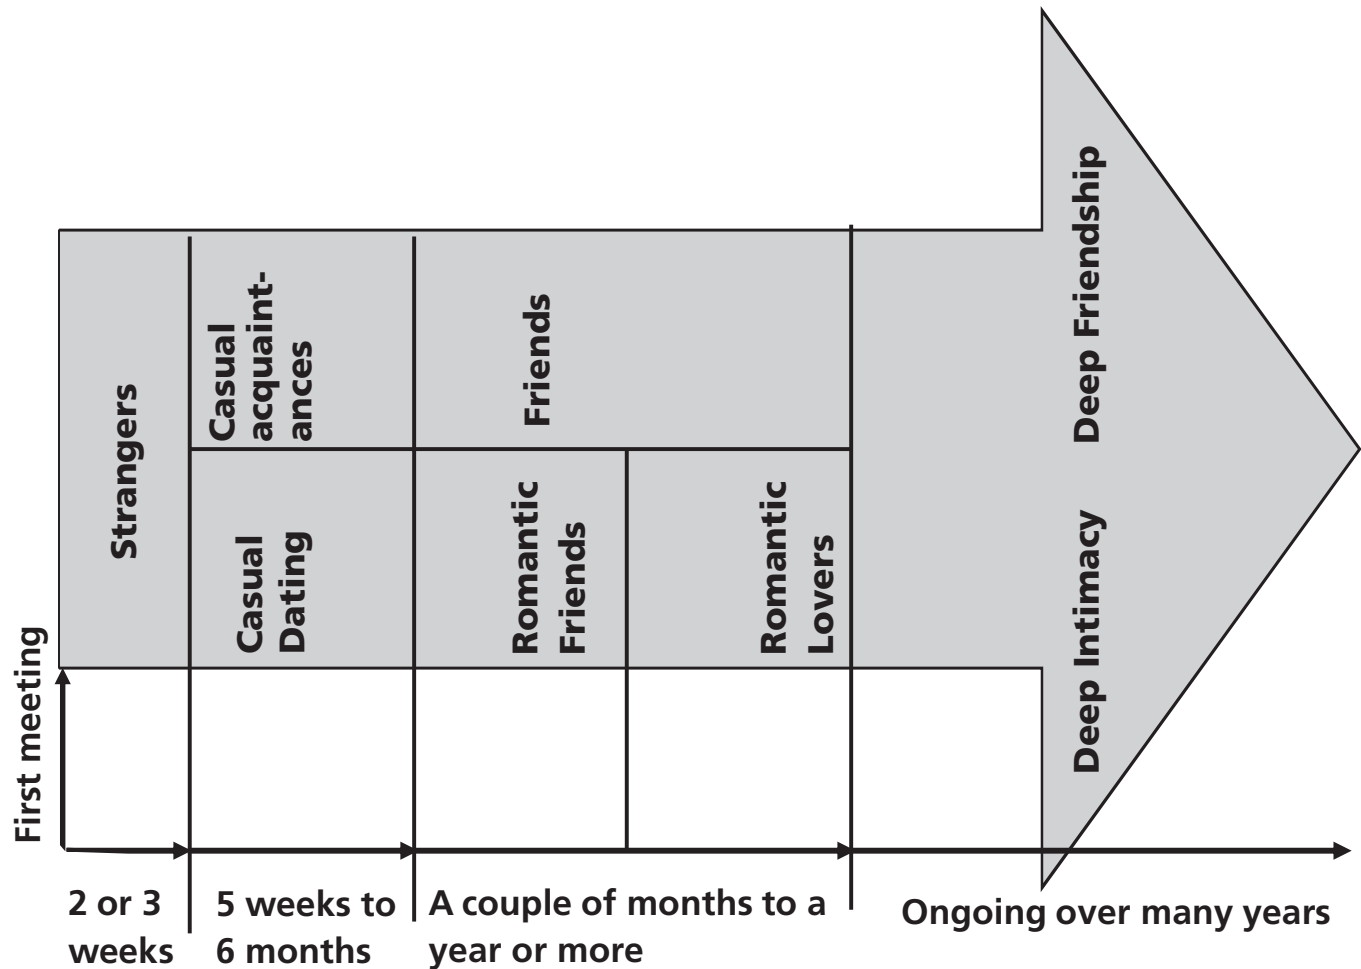 Strangers
Casual
acquaint-
ances
Friends
Deep Friendship
Casual
Dating
Romantic
Friends
Romantic
Lovers
Deep Intimacy
First meeting
2 or 3
weeks
5 weeks to
6 months
A couple of months to a
year or more
Ongoing over many years